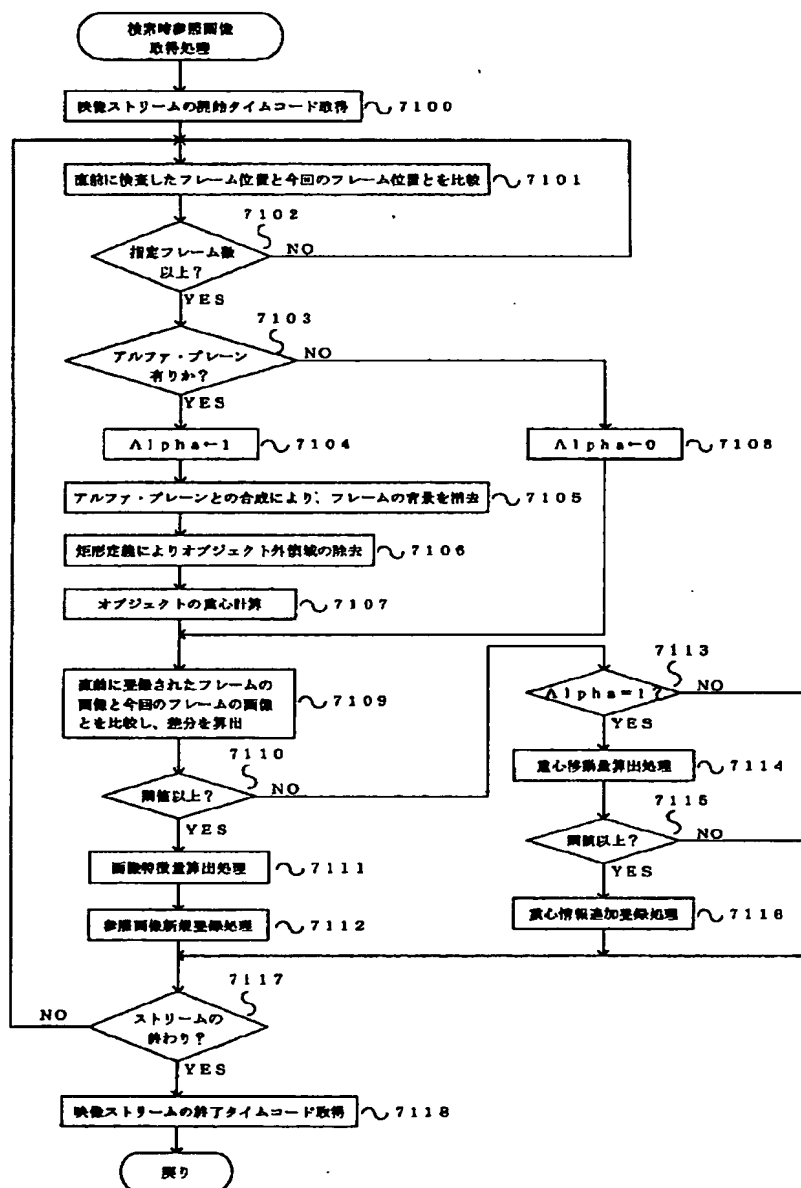 検索時参照画像
取得処理
映像ストリームの開始タイムコード取得
7100
直前に検査したフレーム位置と今回のフレーム位置とを比較
7101
7102
指定フレーム数
以上?
NO
YES
7103
アルファ・プレーン
有りか?
NO
YES
Alpha←1
7104
Alpha←0
7108
アルファ・プレーンとの合成により、フレームの背景を消去
7105
矩形定義によりオブジェクト外領域の除去
7106
オブジェクトの重心計算
7107
直前に登録されたフレームの
画像と今回のフレームの画像
とを比較し、差分を算出
7109
7110
閾値以上?
NO
YES
7113
Alpha=1?
NO
YES
重心移動量算出処理
7114
7115
閾値以上?
NO
YES
重心情報追加登録処理
7116
画像特徴量算出処理
7111
参照画像新規登録処理
7112
7117
ストリームの
終わり?
NO
YES
映像ストリームの終了タイムコード取得
7118
戻り